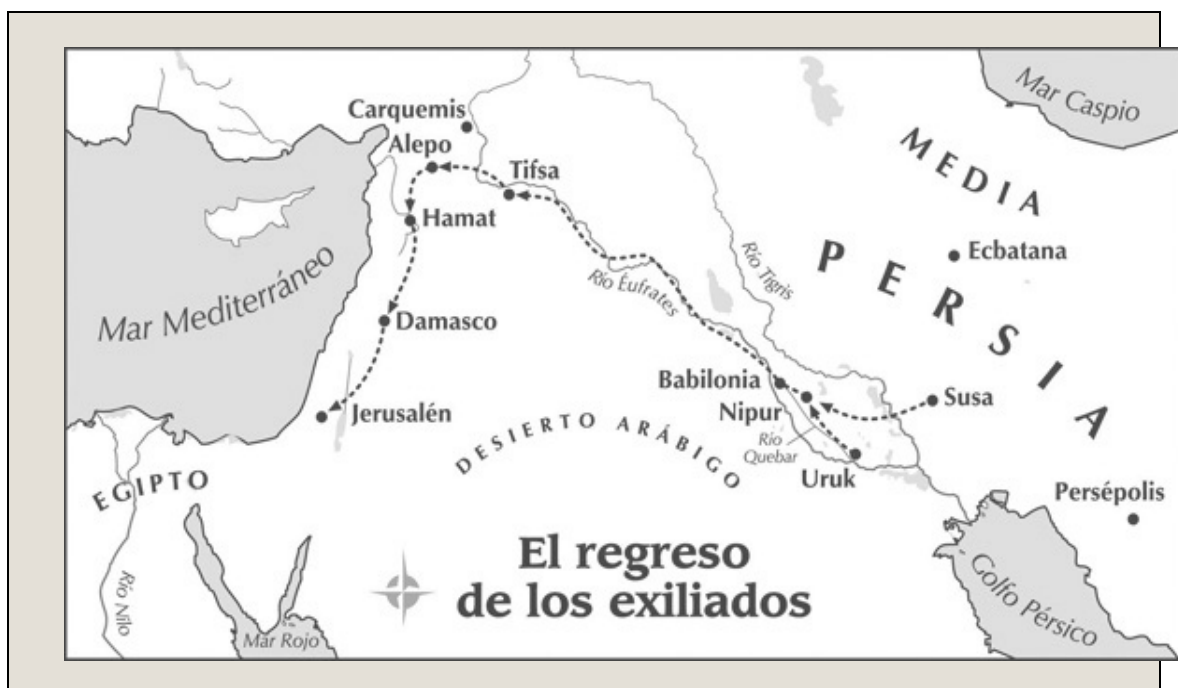 Mar Caspio
Carquemis
MEDIA
Alepo
Tifsa
Hamat
PERSIA
Ecbatana
Río Tigris
Río Éufrates
Mar Mediterráneo
Damasco
Babilonia
Susa
Nipur
Jerusalén
DESIERTO ARÁBIGO
Río
Quebar
Uruk
EGIPTO
Persépolis
El regreso
de los exiliados
Golfo Pérsico
Río Nilo
Mar Rojo